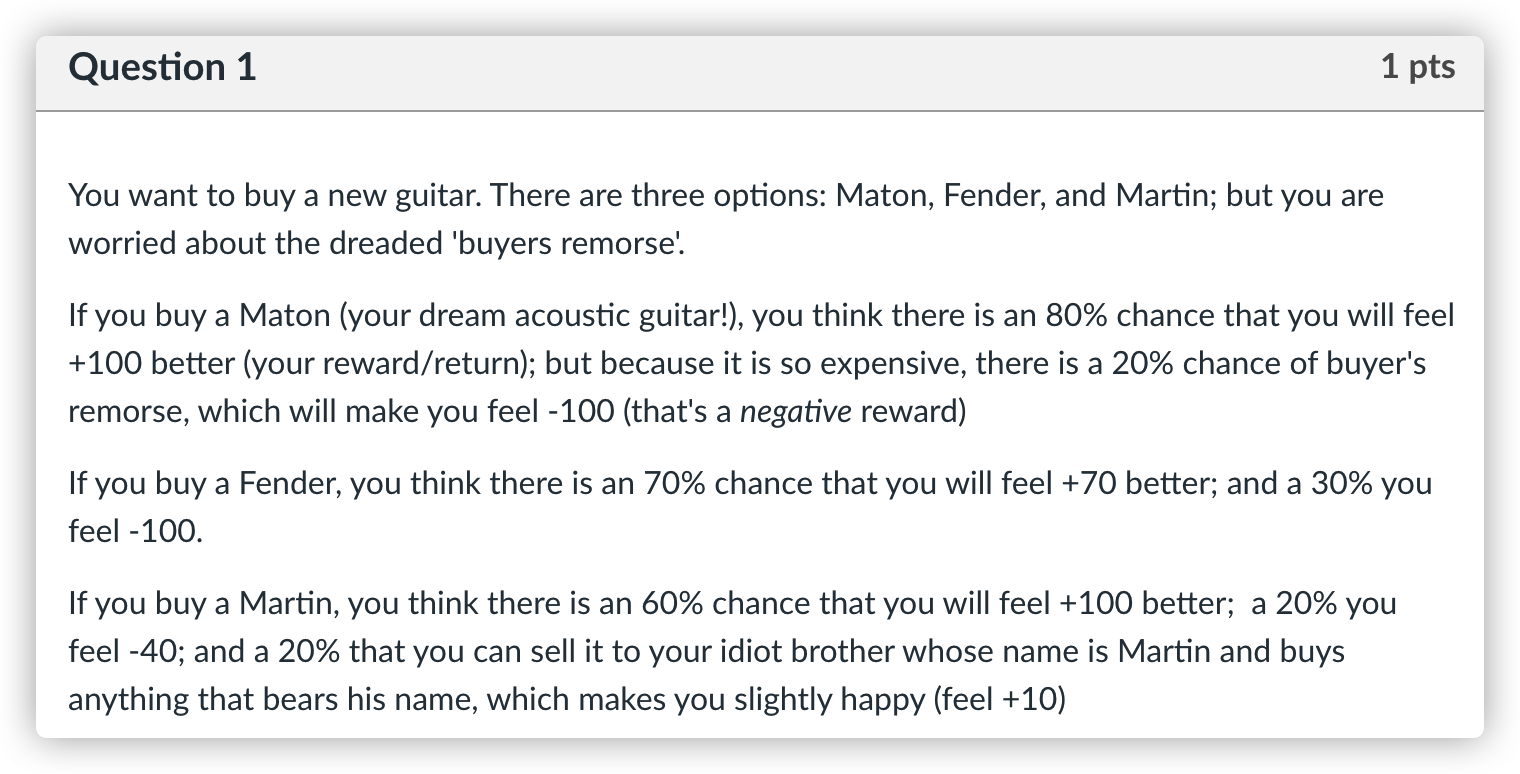 Question 1
1 pts
You want to buy a new guitar. There are three options: Maton, Fender, and Martin; but you are
worried about the dreaded 'buyers remorse'.
If you buy a Maton (your dream acoustic guitar!), you think there is an 80% chance that you will feel
+100 better (your reward/return); but because it is so expensive, there is a 20% chance of buyer's
remorse, which will make you feel -100 (that's a negative reward)
If you buy a Fender, you think there is an 70% chance that you will feel +70 better; and a 30% you
feel -100.
If you buy a Martin, you think there is an 60% chance that you will feel +100 better;  a 20% you
feel -40; and a 20% that you can sell it to your idiot brother whose name is Martin and buys
anything that bears his name, which makes you slightly happy (feel +10)